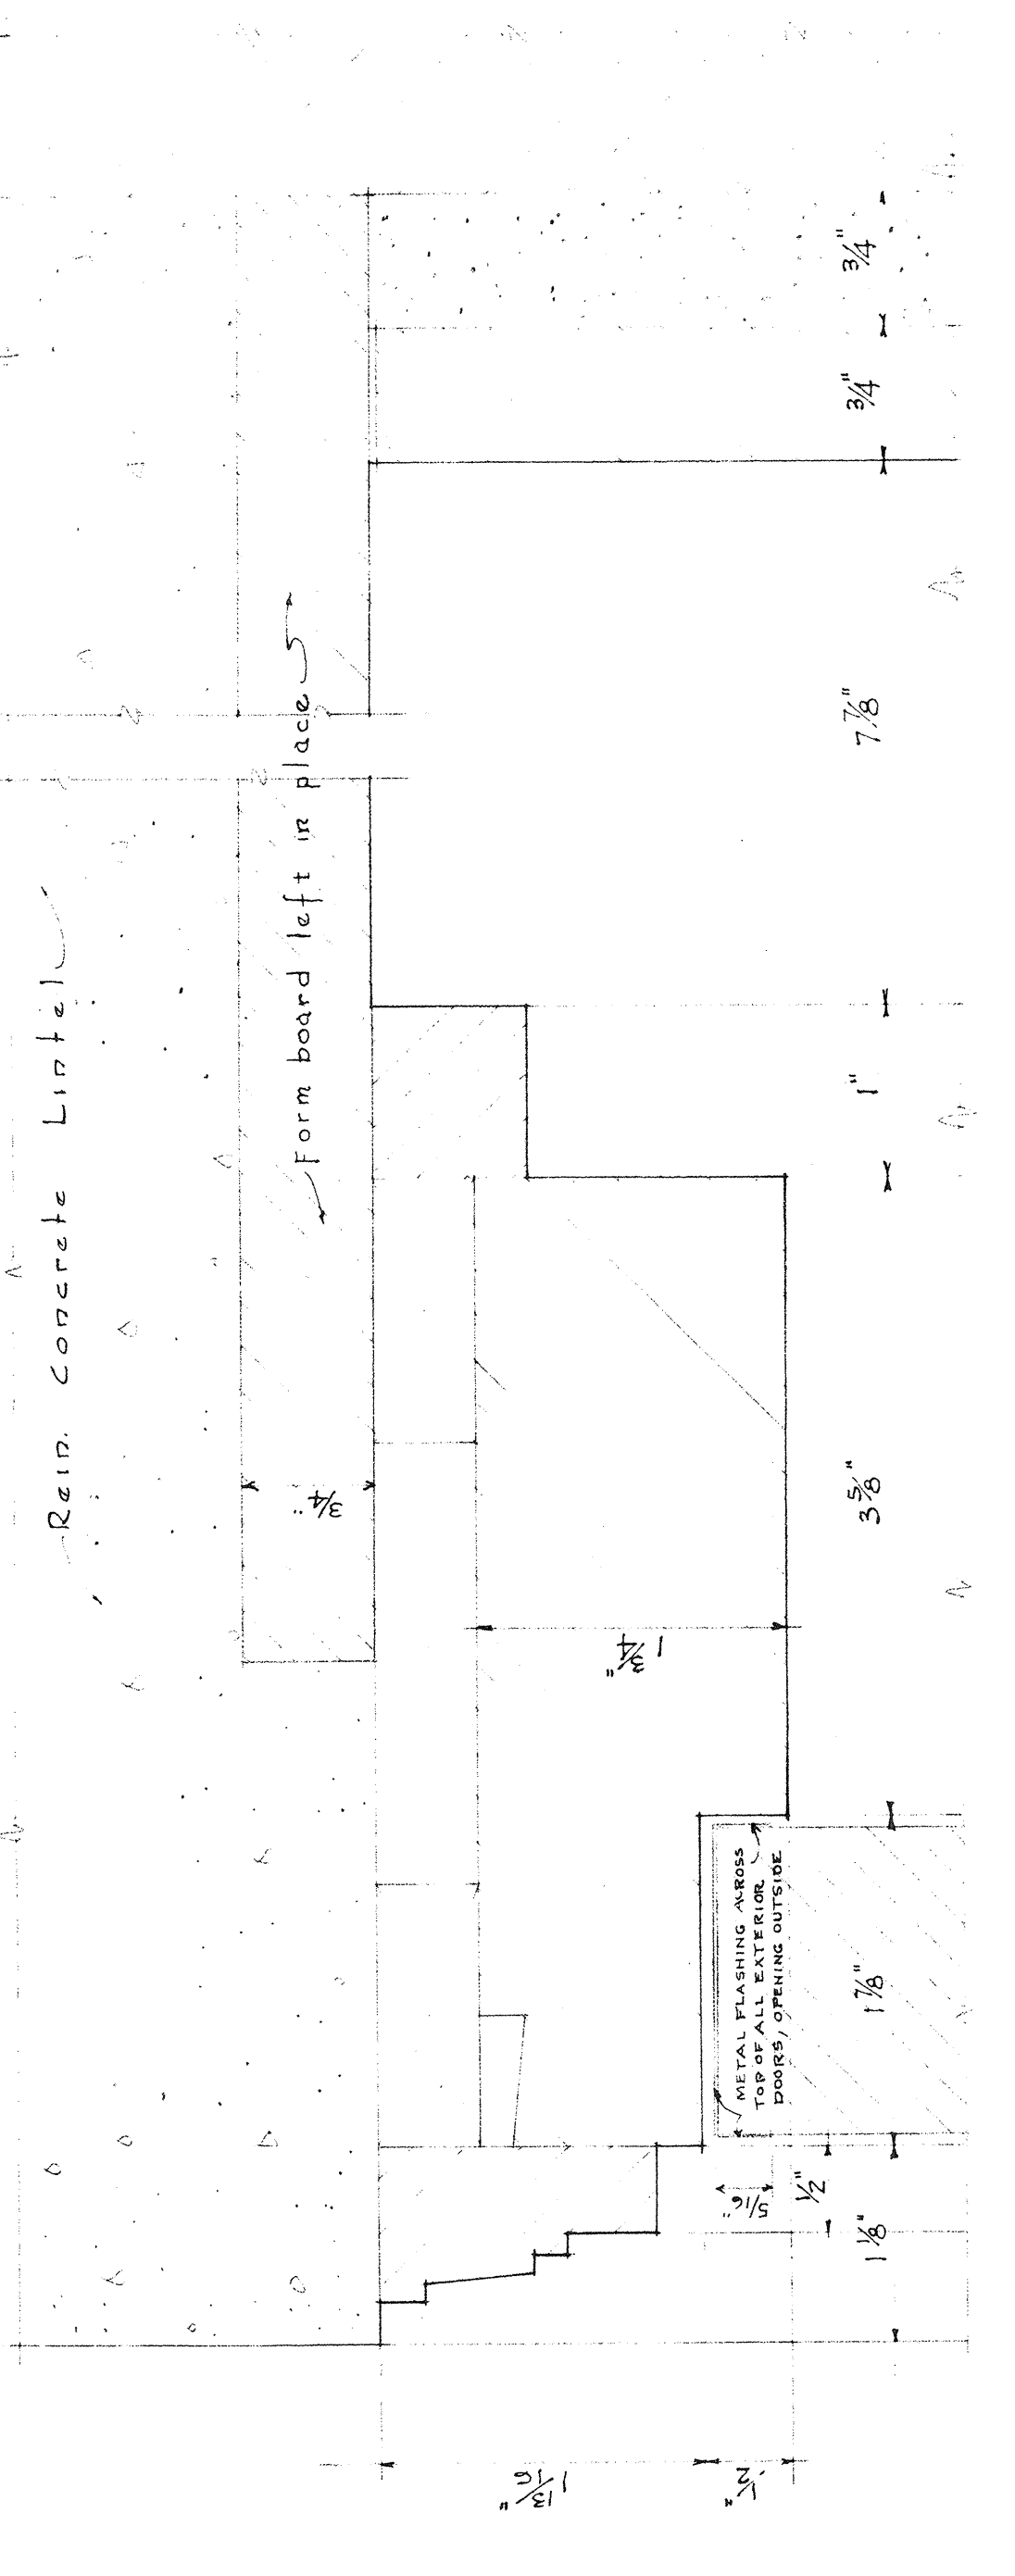 Rein. Concrete Lintel
Form board left in place
3/4"
3/4"
7 7/8"
1"
3 5/8"
3/4"
1 3/4"
METAL FLASHING ACROSS
TOP OF ALL EXTERIOR
DOORS, OPENING OUTSIDE
1 7/8"
5/16"
1/2"
1 1/8"
1 13/16"
1/2"